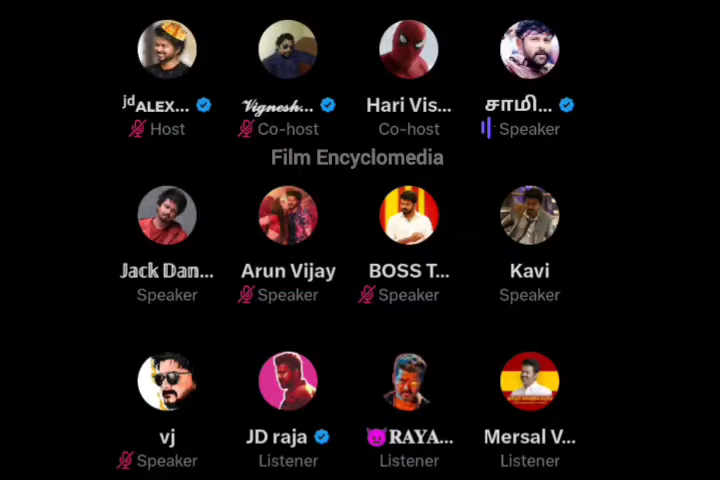 jdALEX...
Vignesh...
Hari Vis...
சாமி...
Host
Co-host
Co-host
Speaker
Film Encyclomedia
Jack Dan...
Arun Vijay
BOSS T...
Kavi
Speaker
Speaker
Speaker
Speaker
vj
JD raja
😈RAYA...
Mersal V...
Speaker
Listener
Listener
Listener